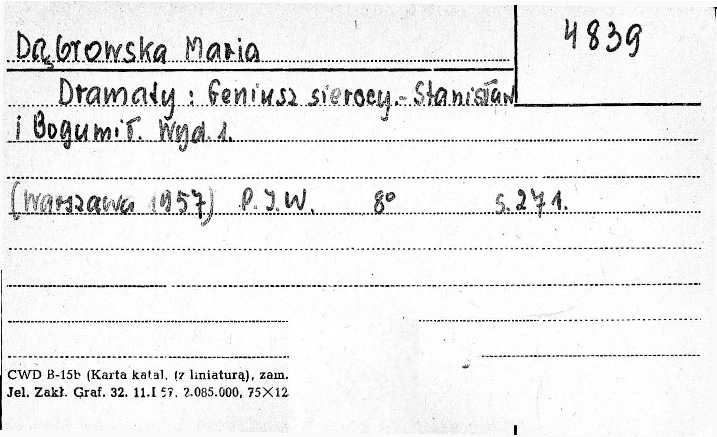 4839
Dąbrowska Maria
Dramaty : Geniusz sierocy.- Stanisław
i Bogumił. Wyd. 1.
(Warszawa 1957) P.I.W. 8° s. 271.
CWD B-15b (Karta katal. (z liniaturą), zam.
Jel. Zakł. Graf. 32. 11.I 57. 2.085.000, 75×12